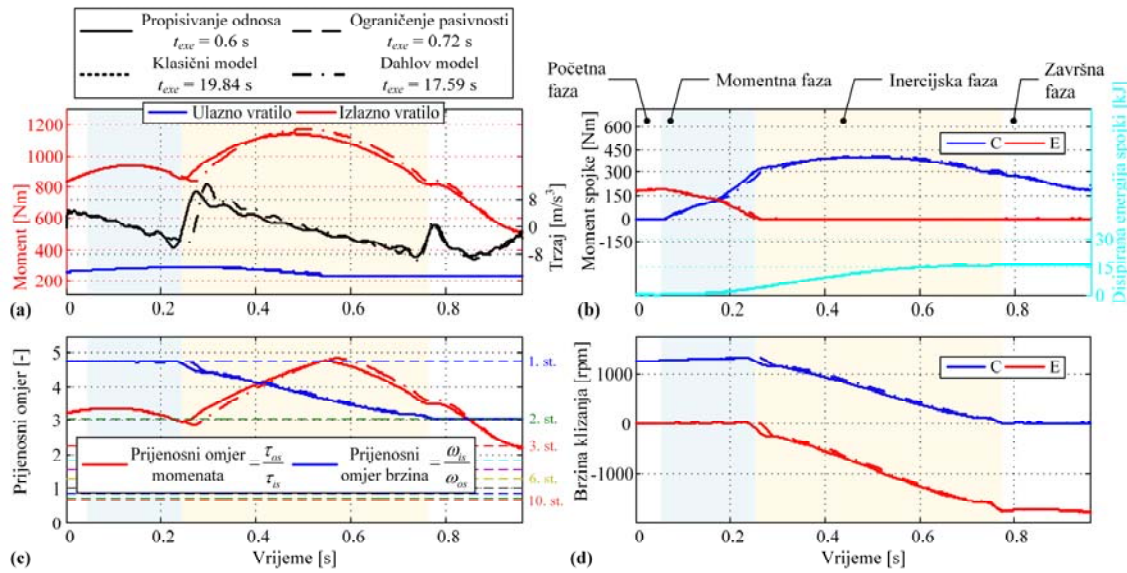 Propisivanje odnosa
t_exe = 0.6 s
Ograničenje pasivnosti
t_exe = 0.72 s
Klasični model
t_exe = 19.84 s
Dahlov model
t_exe = 17.59 s
Ulazno vratilo
Izlazno vratilo
Moment [Nm]
1200
1000
800
600
400
200
Trzaj [m/s³]
8
0
-8
0
0.2
0.4
0.6
0.8
(a)
Početna faza
Momentna faza
Inercijska faza
Završna faza
Moment spojke [Nm]
600
450
300
150
0
-150
C
E
Disipirana energija spojki [kJ]
30
15
0
0
0.2
0.4
0.6
0.8
(b)
Prijenosni omjer [-]
5
4
3
2
1
0
1. st.
2. st.
3. st.
6. st.
10. st.
Prijenosni omjer momenata = τ_os / τ_is
Prijenosni omjer brzina = ω_is / ω_os
0
0.2
0.4
0.6
0.8
Vrijeme [s]
(c)
Brzina klizanja [rpm]
1000
0
-1000
C
E
0
0.2
0.4
0.6
0.8
Vrijeme [s]
(d)